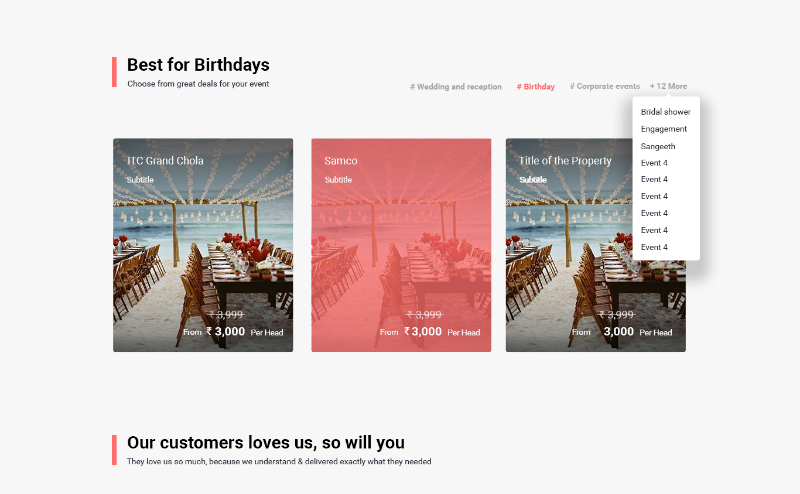 Best for Birthdays
Choose from great deals for your event
# Wedding and reception # Birthday # Corporate events + 12 More
Bridal shower
Engagement
Sangeeth
Event 4
Event 4
Event 4
Event 4
Event 4
Event 4
ITC Grand Chola
Subtitle
₹ 3,999
From ₹ 3,000 Per Head
Samco
Subtitle
₹ 3,999
From ₹ 3,000 Per Head
Title of the Property
Subtitle
₹ 3,999
From 3,000 Per Head
Our customers loves us, so will you
They love us so much, because we understand & delivered exactly what they needed